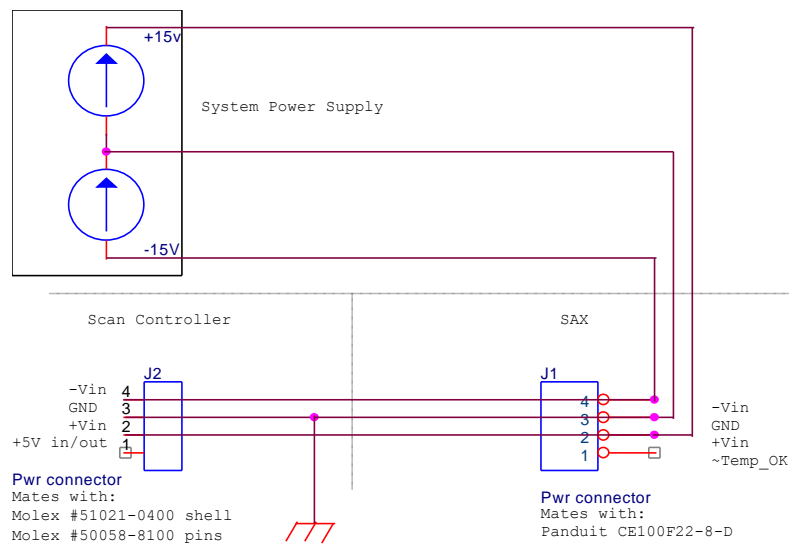 +15v
System Power Supply
-15V
Scan Controller
SAX
J2
J1
-Vin 4
GND 3
+Vin 2
+5V in/out 1
4
3
2
1
-Vin
GND
+Vin
~Temp_OK
Pwr connector
Mates with:
Molex #51021-0400 shell
Molex #50058-8100 pins
Pwr connector
Mates with:
Panduit CE100F22-8-D